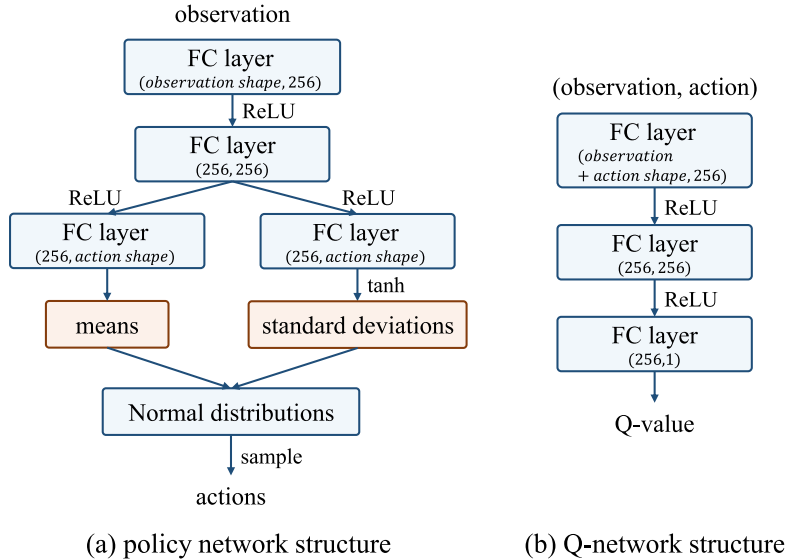 observation
FC layer
(observation shape, 256)
ReLU
FC layer
(256, 256)
ReLU
ReLU
FC layer
(256, action shape)
FC layer
(256, action shape)
tanh
means
standard deviations
Normal distributions
sample
actions
(a) policy network structure
(observation, action)
FC layer
(observation
+ action shape, 256)
ReLU
FC layer
(256, 256)
ReLU
FC layer
(256,1)
Q-value
(b) Q-network structure